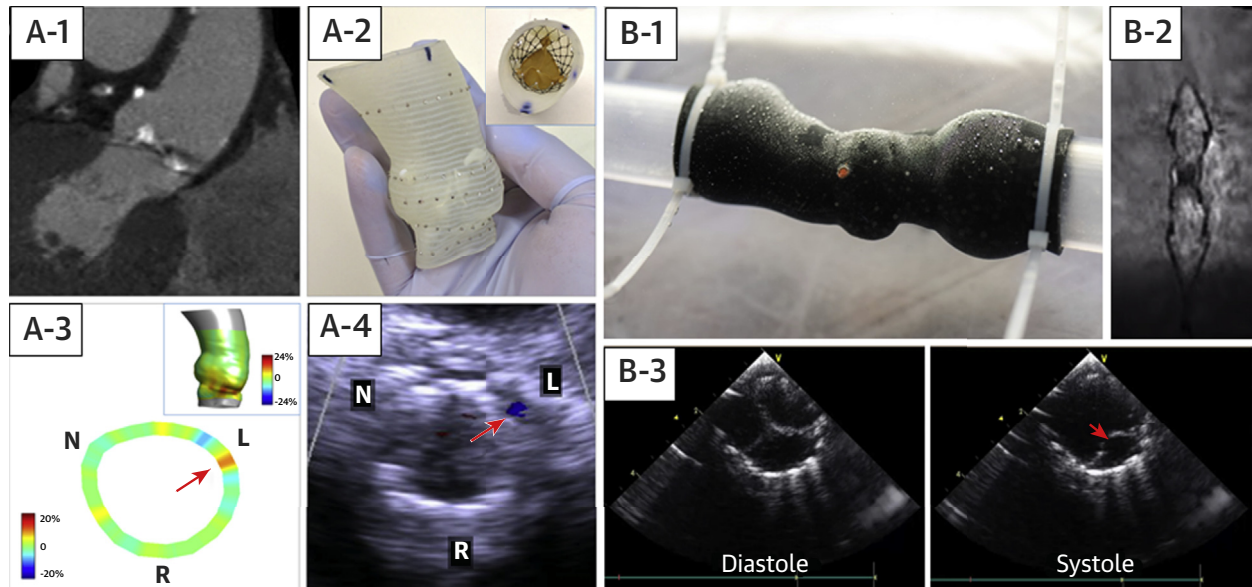 A-1
A-2
B-1
B-2
A-3
24%
0
-24%
N
L
R
20%
0
-20%
A-4
N
L
R
B-3
V
Diastole
V
Systole